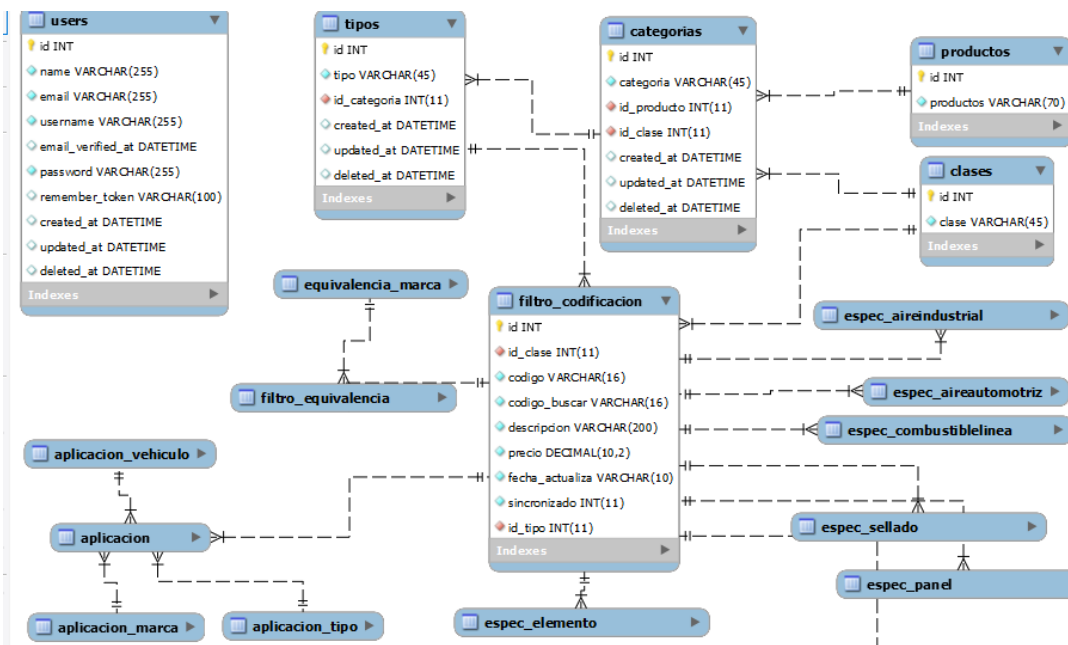 users
id INT
name VARCHAR(255)
email VARCHAR(255)
username VARCHAR(255)
email_verified_at DATETIME
password VARCHAR(255)
remember_token VARCHAR(100)
created_at DATETIME
updated_at DATETIME
deleted_at DATETIME
Indexes
tipos
id INT
tipo VARCHAR(45)
id_categoria INT(11)
created_at DATETIME
updated_at DATETIME
deleted_at DATETIME
Indexes
categorias
id INT
categoria VARCHAR(45)
id_producto INT(11)
id_clase INT(11)
created_at DATETIME
updated_at DATETIME
deleted_at DATETIME
Indexes
productos
id INT
productos VARCHAR(70)
Indexes
clases
id INT
clase VARCHAR(45)
Indexes
equivalencia_marca
filtro_equivalencia
filtro_codificacion
id INT
id_clase INT(11)
codigo VARCHAR(16)
codigo_buscar VARCHAR(16)
descripcion VARCHAR(200)
precio DECIMAL(10,2)
fecha_actualiza VARCHAR(10)
sincronizado INT(11)
id_tipo INT(11)
Indexes
espec_aireindustrial
espec_aireautomotriz
espec_combustiblelinea
espec_sellado
espec_panel
aplicacion_vehiculo
aplicacion
aplicacion_marca
aplicacion_tipo
espec_elemento